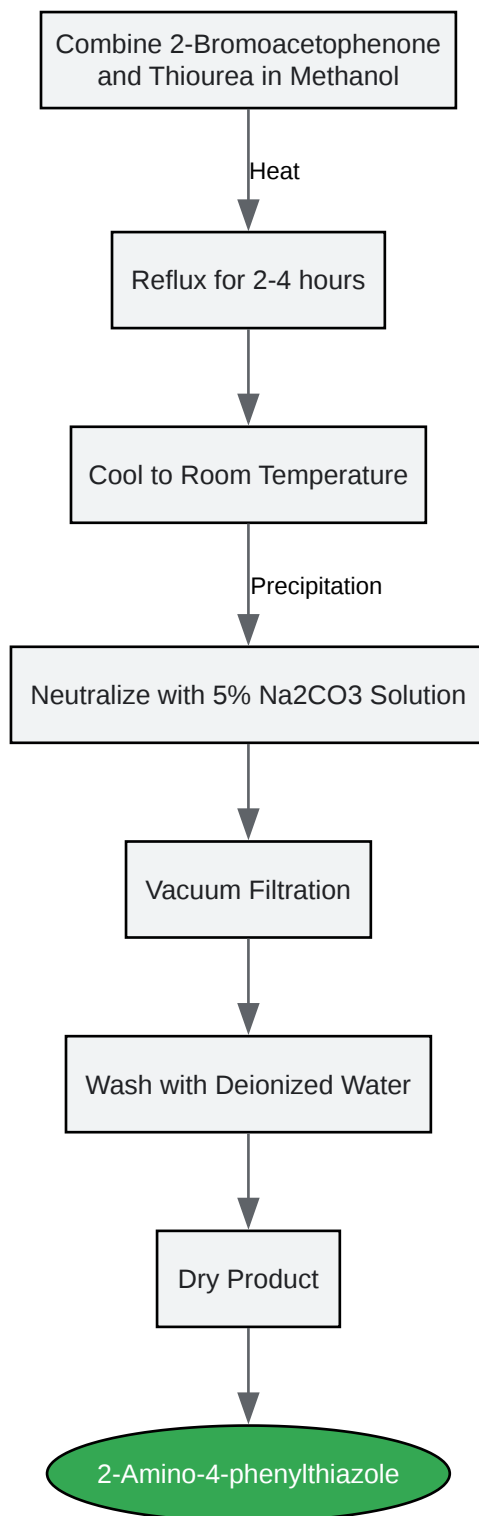 Combine 2-Bromoacetophenone
and Thiourea in Methanol
Heat
Reflux for 2-4 hours
Cool to Room Temperature
Precipitation
Neutralize with 5% Na2CO3 Solution
Vacuum Filtration
Wash with Deionized Water
Dry Product
2-Amino-4-phenylthiazole